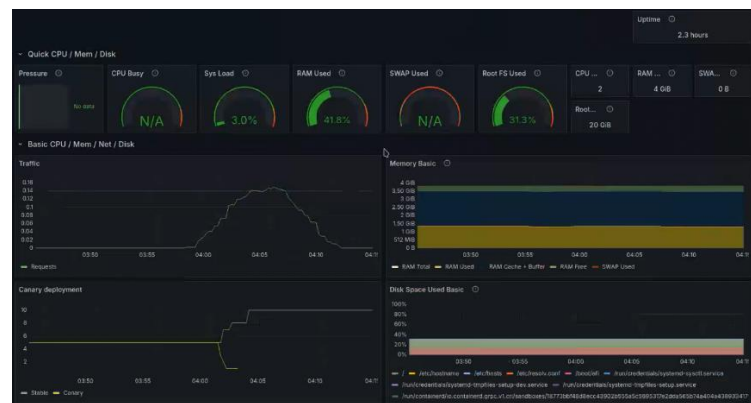 Uptime
2.3 hours
Quick CPU / Mem / Disk
Pressure
CPU Busy
Sys Load
RAM Used
SWAP Used
Root FS Used
CPU ...
RAM ...
SWA...
No data
N/A
3.0%
41.8%
N/A
31.3%
2
4 GiB
0 B
Root...
20 GiB
Basic CPU / Mem / Net / Disk
Traffic
0.16
0.14
0.12
0.1
0.08
0.06
0.04
0.02
0
03:50
03:55
04:00
04:05
04:10
Requests
Memory Basic
4 GiB
3.50 GiB
3 GiB
2.50 GiB
2 GiB
1.50 GiB
1 GiB
512 MiB
0 B
03:50
03:55
04:00
04:05
04:10
RAM Total
RAM Used
RAM Cache + Buffer
RAM Free
SWAP Used
Canary deployment
10
8
6
4
2
03:50
03:55
04:00
04:05
04:10
Stable
Canary
Disk Space Used Basic
100%
80%
60%
40%
20%
0%
03:50
03:55
04:00
04:05
04:10
/
/etc/hostname
/etc/hosts
/etc/resolv.conf
/boot/efi
/run/credentials/systemd-sysctl.service
/run/credentials/systemd-tmpfiles-setup-dev.service
/run/credentials/systemd-tmpfiles-setup.service